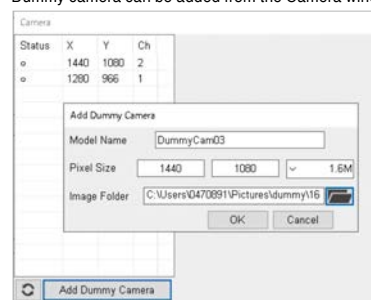 Dummy camera can be added from the Camera
Camera
Status X Y Ch
o 1440 1080 2
o 1280 966 1
Add Dummy Camera
Model Name DummyCam03
Pixel Size 1440 1080 1.6M
Image Folder C:\Users\0470891\Pictures\dummy\16
OK Cancel
Add Dummy Camera